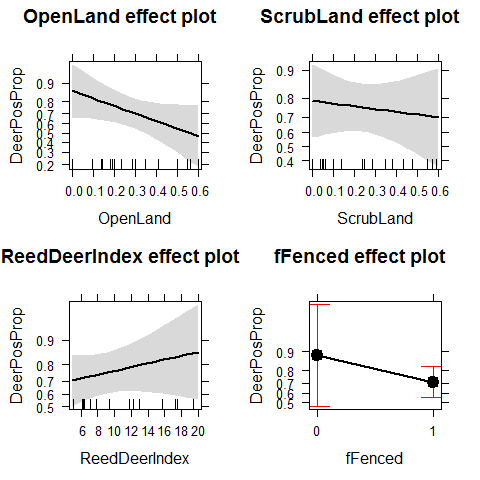 OpenLand effect plot
DeerPosProp
0.9
0.8
0.7
0.6
0.5
0.4
0.3
0.2
0.0 0.1 0.2 0.3 0.4 0.5 0.6
OpenLand
ScrubLand effect plot
DeerPosProp
0.9
0.8
0.7
0.6
0.5
0.4
0.0 0.1 0.2 0.3 0.4 0.5 0.6
ScrubLand
ReedDeerIndex effect plot
DeerPosProp
0.9
0.8
0.7
0.6
0.5
6 8 10 12 14 16 18 20
ReedDeerIndex
fFenced effect plot
DeerPosProp
0.9
0.8
0.7
0.6
0.5
0 1
fFenced